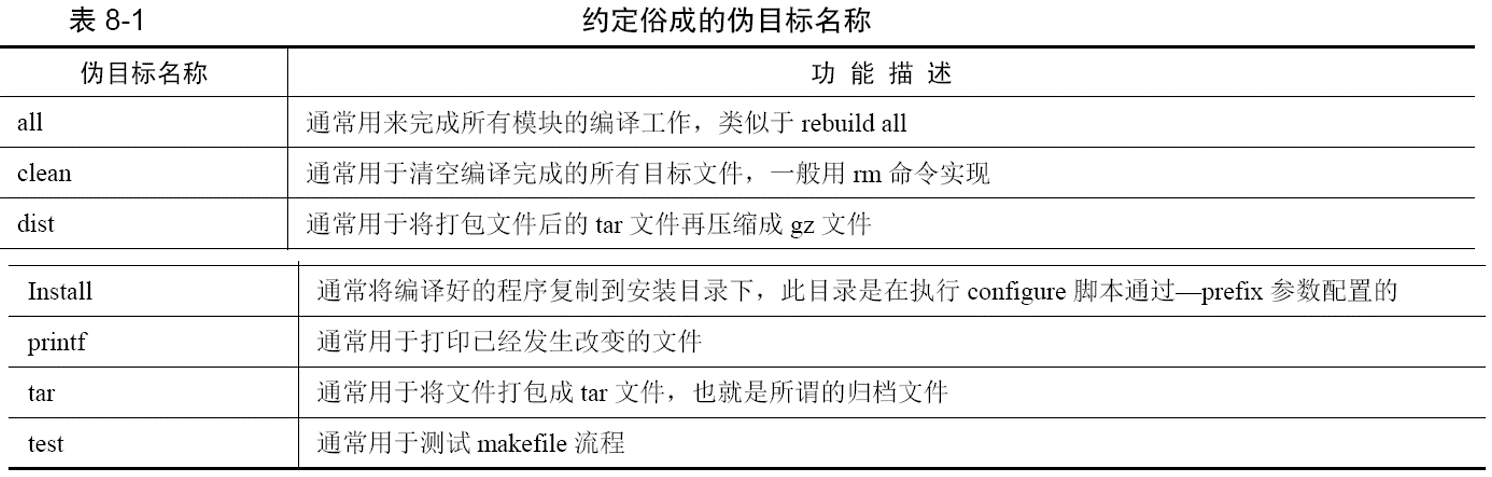 表 8-1 约定俗成的伪目标名称
伪目标名称 功 能 描 述
all 通常用来完成所有模块的编译工作，类似于 rebuild all
clean 通常用于清空编译完成的所有目标文件，一般用 rm 命令实现
dist 通常用于将打包文件后的 tar 文件再压缩成 gz 文件
Install 通常将编译好的程序复制到安装目录下，此目录是在执行 configure 脚本通过—prefix 参数配置的
printf 通常用于打印已经发生改变的文件
tar 通常用于将文件打包成 tar 文件，也就是所谓的归档文件
test 通常用于测试 makefile 流程